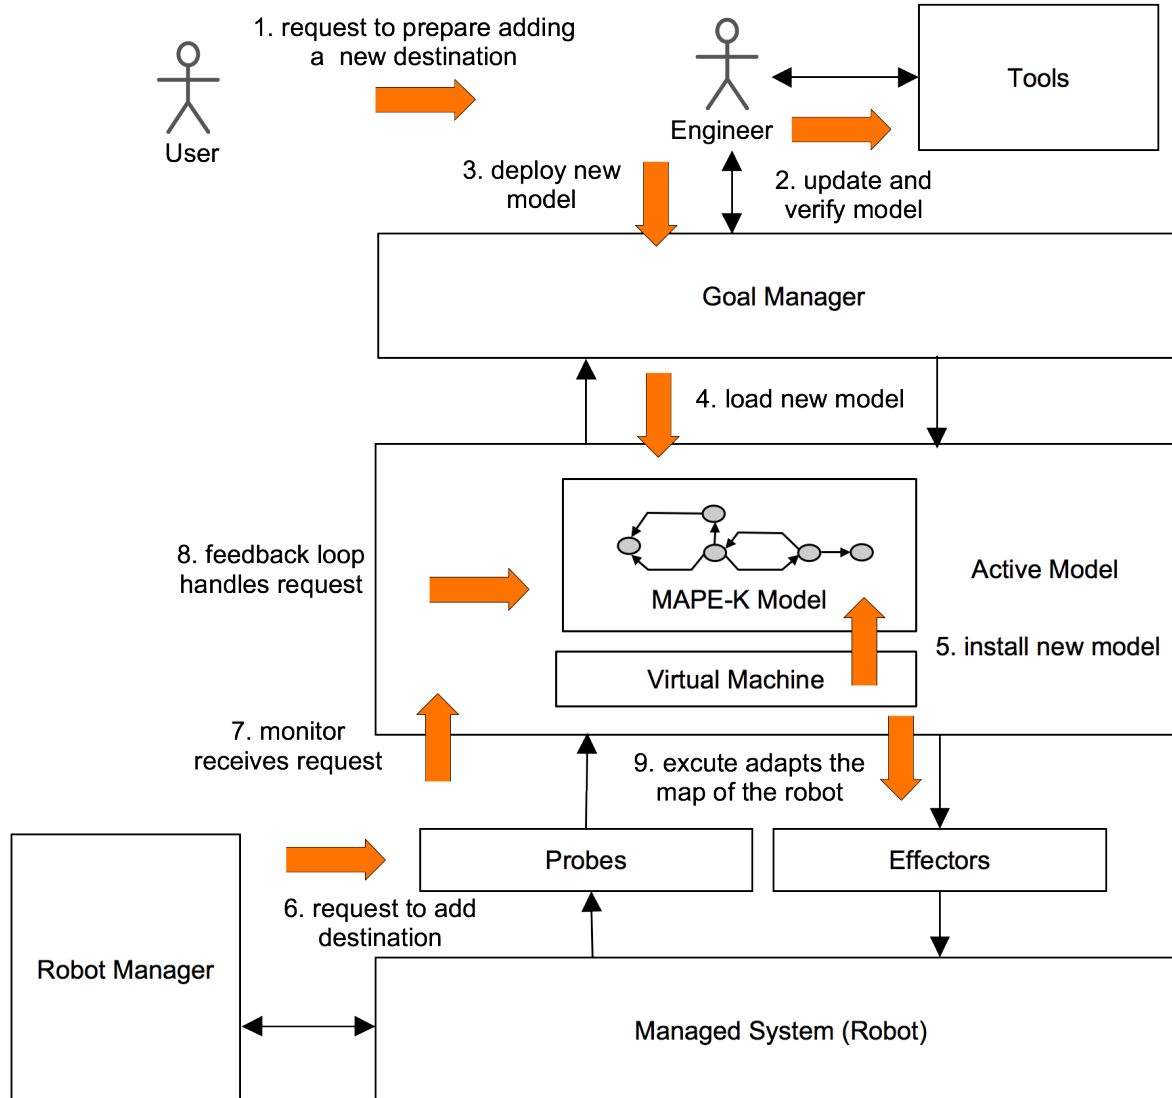 1. request to prepare adding
a new destination
User
Engineer
Tools
3. deploy new
model
2. update and
verify model
Goal Manager
4. load new model
8. feedback loop
handles request
MAPE-K Model
Active Model
5. install new model
Virtual Machine
7. monitor
receives request
9. excute adapts the
map of the robot
Probes
Effectors
6. request to add
destination
Robot Manager
Managed System (Robot)